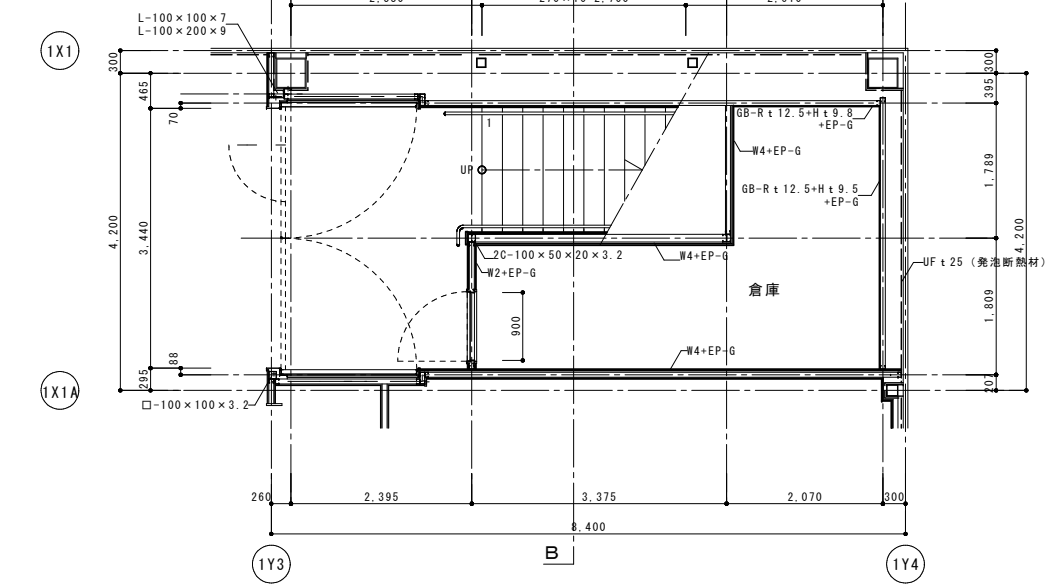 L-100×100×7
L-100×200×9
1X1
300
465
70
4,200
3,440
88
295
1X1A
□-100×100×3.2
1
UP
GB-R t 12.5+H t 9.8
+EP-G
W4+EP-G
GB-R t 12.5+H t 9.5
+EP-G
300
395
1,789
4,200
1,809
207
UF t 25 (発泡断熱材)
2C-100×50×20×3.2
W4+EP-G
W2+EP-G
倉庫
900
W4+EP-G
260
2,395
3,375
2,070
300
8,400
B
1Y3
1Y4